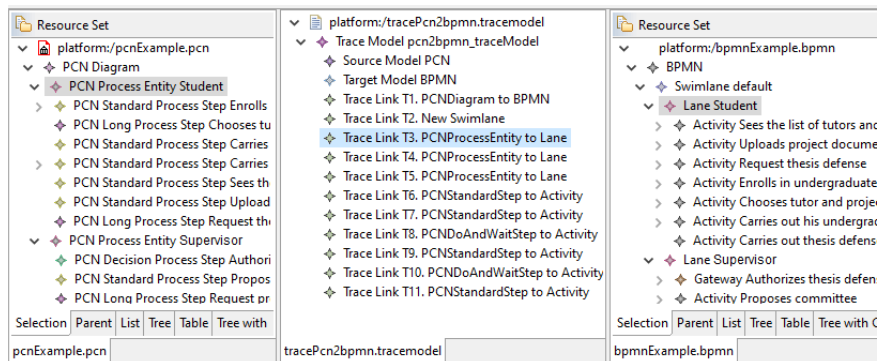 Resource Set
platform:/pcnExample.pcn
PCN Diagram
PCN Process Entity Student
PCN Standard Process Step Enrolls
PCN Long Process Step Chooses tu
PCN Standard Process Step Carries
PCN Standard Process Step Carries
PCN Standard Process Step Sees th
PCN Standard Process Step Upload
PCN Long Process Step Request the
PCN Process Entity Supervisor
PCN Decision Process Step Authori
PCN Standard Process Step Propos
PCN Long Process Step Request pr
Selection Parent List Tree Table Tree with
pcnExample.pcn
platform:/tracePcn2bpmn.tracemodel
Trace Model pcn2bpmn_traceModel
Source Model PCN
Target Model BPMN
Trace Link T1. PCNDiagram to BPMN
Trace Link T2. New Swimlane
Trace Link T3. PCNProcessEntity to Lane
Trace Link T4. PCNProcessEntity to Lane
Trace Link T5. PCNProcessEntity to Lane
Trace Link T6. PCNStandardStep to Activity
Trace Link T7. PCNStandardStep to Activity
Trace Link T8. PCNDoAndWaitStep to Activity
Trace Link T9. PCNStandardStep to Activity
Trace Link T10. PCNDoAndWaitStep to Activity
Trace Link T11. PCNStandardStep to Activity
tracePcn2bpmn.tracemodel
Resource Set
platform:/bpmnExample.bpmn
BPMN
Swimlane default
Lane Student
Activity Sees the list of tutors and
Activity Uploads project docume
Activity Request thesis defense
Activity Enrolls in undergraduate
Activity Chooses tutor and projec
Activity Carries out his undergrad
Activity Carries out thesis defens
Lane Supervisor
Gateway Authorizes thesis defens
Activity Proposes committee
Selection Parent List Tree Table Tree with C
bpmnExample.bpmn